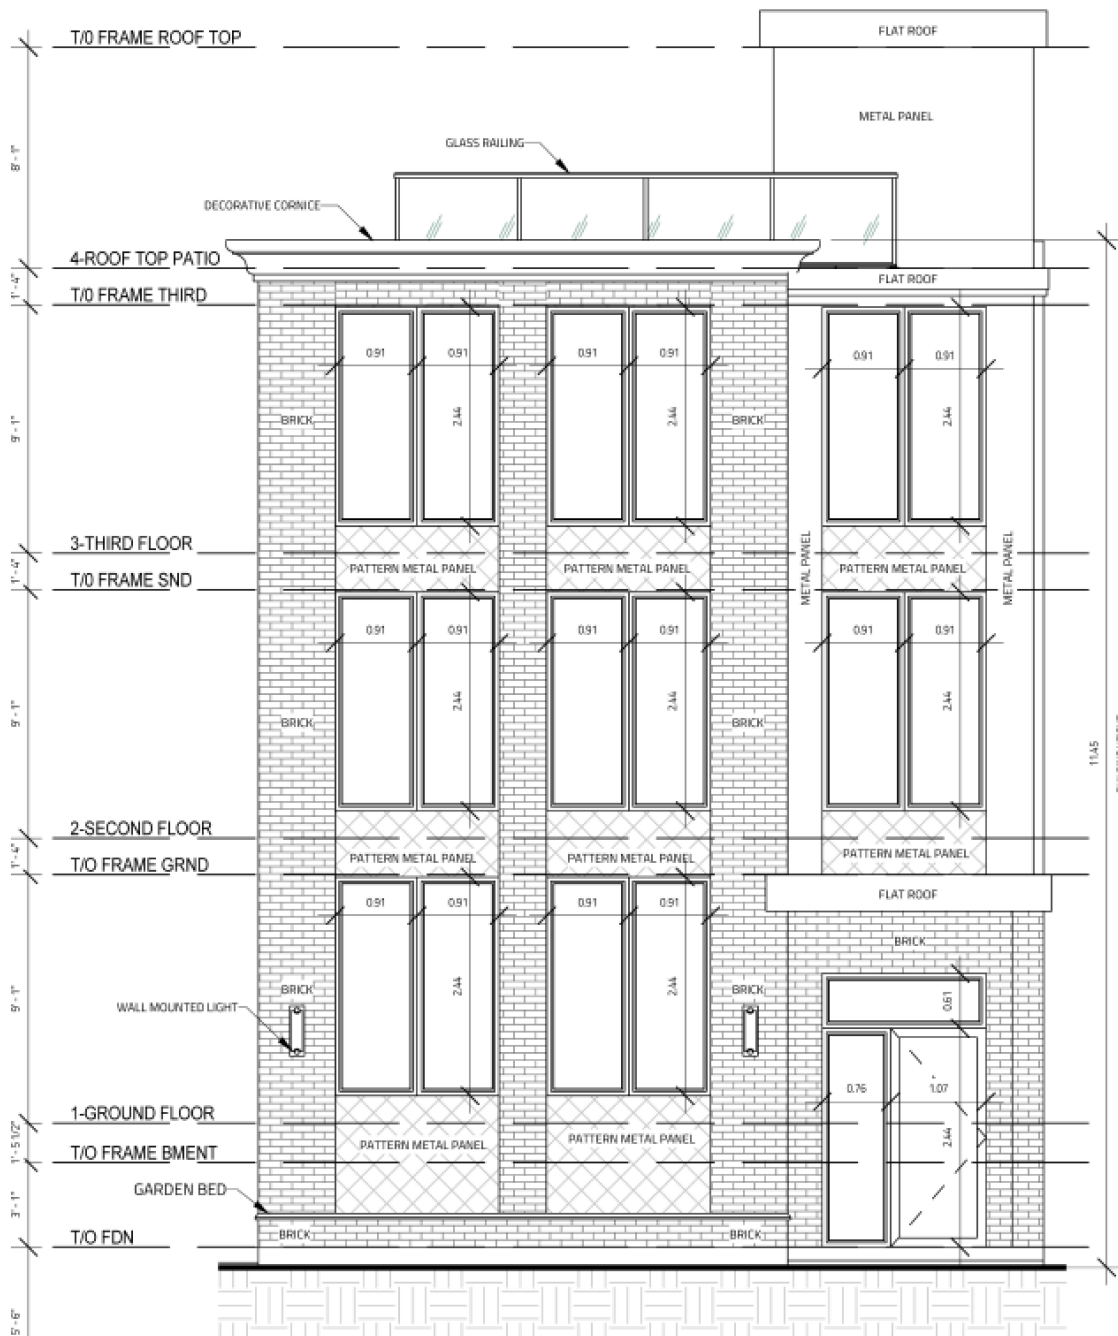 T/0 FRAME ROOF TOP
FLAT ROOF
METAL PANEL
GLASS RAILING
8'-1"
DECORATIVE CORNICE
4-ROOF TOP PATIO
FLAT ROOF
1'-4"
T/0 FRAME THIRD
0.91 0.91 0.91 0.91 0.91 0.91
2.44 2.44 2.44
BRICK BRICK
9'-1"
3-THIRD FLOOR
METAL PANEL METAL PANEL
1'-4"
PATTERN METAL PANEL PATTERN METAL PANEL PATTERN METAL PANEL
T/0 FRAME SND
0.91 0.91 0.91 0.91 0.91 0.91
2.44 2.44 2.44
9'-1"
BRICK BRICK
11.45
2-SECOND FLOOR
1'-4"
PATTERN METAL PANEL PATTERN METAL PANEL PATTERN METAL PANEL
T/O FRAME GRND
FLAT ROOF
0.91 0.91 0.91 0.91
BRICK
2.44 2.44
BRICK BRICK
9'-1"
0.61
WALL MOUNTED LIGHT
0.76 1.07
1-GROUND FLOOR
2.44
1'-5 1/2"
PATTERN METAL PANEL PATTERN METAL PANEL
T/O FRAME BMENT
GARDEN BED
3'-1"
T/O FDN
BRICK BRICK
5'-6"